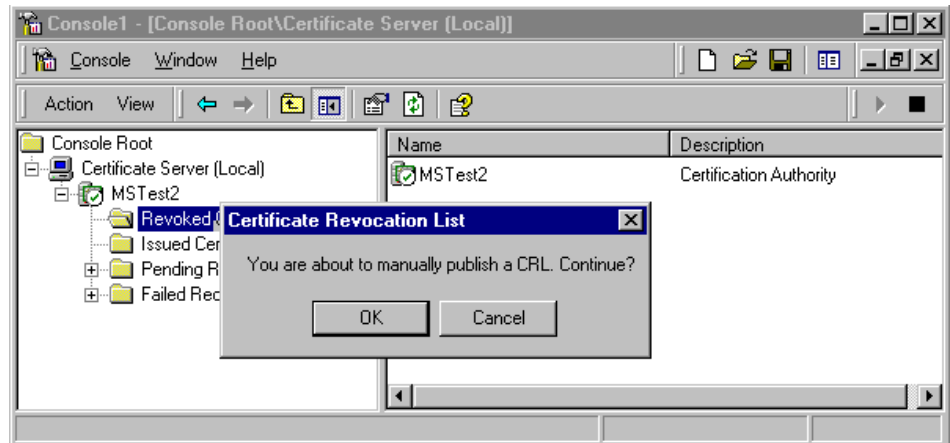 Console1 - [Console Root\Certificate Server (Local)]
Console Window Help
Action View
Console Root
Certificate Server (Local)
MSTest2
Revoked
Issued Cer
Pending R
Failed Rec
Name Description
MSTest2 Certification Authority
Certificate Revocation List
You are about to manually publish a CRL. Continue?
OK Cancel